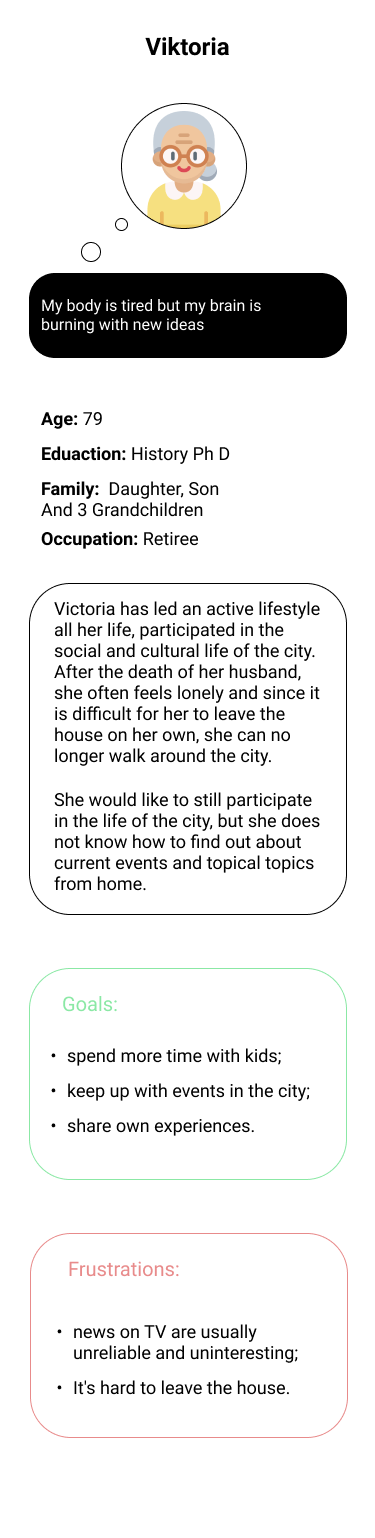 Viktoria
My body is tired but my brain is
burning with new ideas
Age: 79
Eduaction: History Ph D
Family: Daughter, Son
And 3 Grandchildren
Occupation: Retiree
Victoria has led an active lifestyle
all her life, participated in the
social and cultural life of the city.
After the death of her husband,
she often feels lonely and since it
is difficult for her to leave the
house on her own, she can no
longer walk around the city.
She would like to still participate
in the life of the city, but she does
not know how to find out about
current events and topical topics
from home.
Goals:
• spend more time with kids;
• keep up with events in the city;
• share own experiences.
Frustrations:
• news on TV are usually
unreliable and uninteresting;
• It's hard to leave the house.